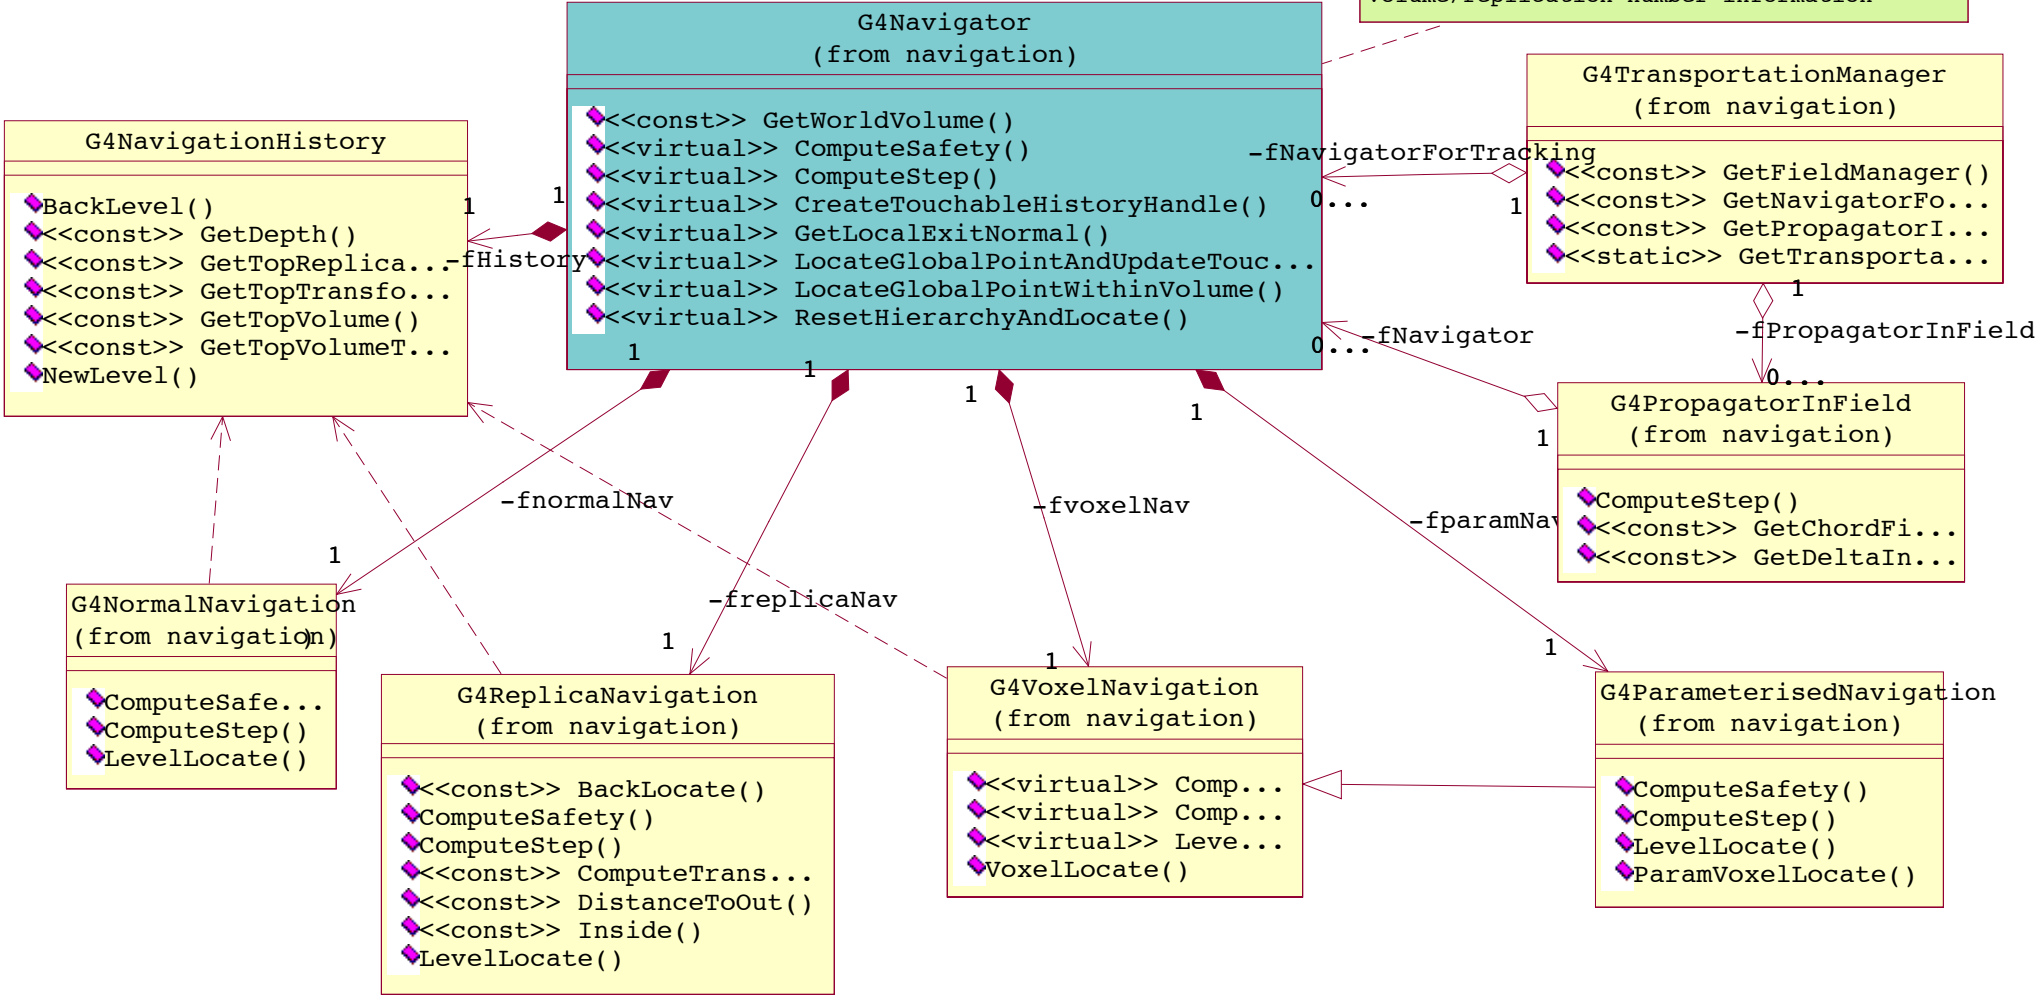 volume/replication number information
G4Navigator
(from navigation)
<<const>> GetWorldVolume()
<<virtual>> ComputeSafety()
<<virtual>> ComputeStep()
<<virtual>> CreateTouchableHistoryHandle()
<<virtual>> GetLocalExitNormal()
<<virtual>> LocateGlobalPointAndUpdateTouc...
<<virtual>> LocateGlobalPointWithinVolume()
<<virtual>> ResetHierarchyAndLocate()
G4TransportationManager
(from navigation)
<<const>> GetFieldManager()
<<const>> GetNavigatorFo...
<<const>> GetPropagatorI...
<<static>> GetTransporta...
G4NavigationHistory
BackLevel()
<<const>> GetDepth()
<<const>> GetTopReplica...
<<const>> GetTopTransfo...
<<const>> GetTopVolume()
<<const>> GetTopVolumeT...
NewLevel()
1
1
-fHistory
-fNavigatorForTracking
0...
1
1
-fPropagatorInField
0...
-fNavigator
0...
1
G4PropagatorInField
(from navigation)
ComputeStep()
<<const>> GetChordFi...
<<const>> GetDeltaIn...
1
1
1
1
-fnormalNav
1
-freplicaNav
1
-fvoxelNav
1
-fparamNav
1
G4NormalNavigation
(from navigation)
ComputeSafe...
ComputeStep()
LevelLocate()
G4ReplicaNavigation
(from navigation)
<<const>> BackLocate()
ComputeSafety()
ComputeStep()
<<const>> ComputeTrans...
<<const>> DistanceToOut()
<<const>> Inside()
LevelLocate()
G4VoxelNavigation
(from navigation)
<<virtual>> Comp...
<<virtual>> Comp...
<<virtual>> Leve...
VoxelLocate()
G4ParameterisedNavigation
(from navigation)
ComputeSafety()
ComputeStep()
LevelLocate()
ParamVoxelLocate()